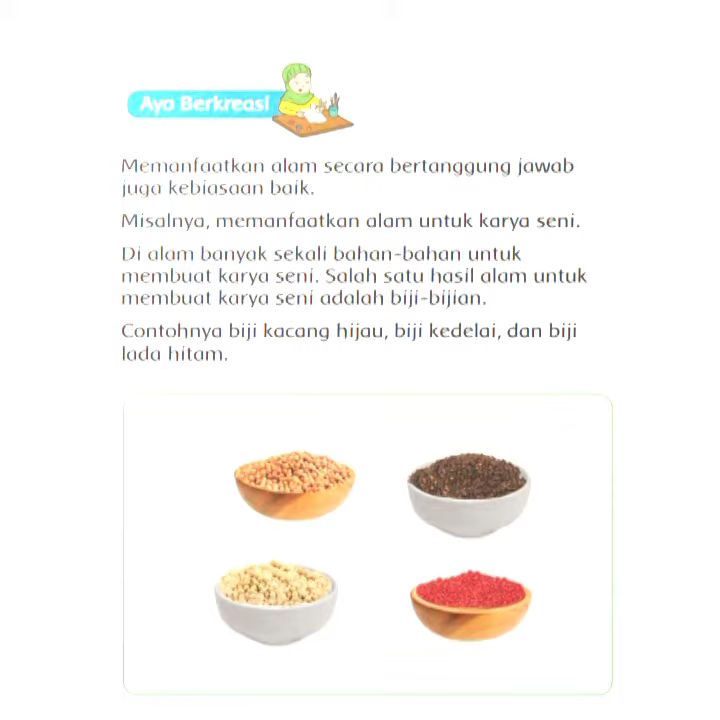 Ayo Berkreasi
Memanfaatkan alam secara bertanggung jawab
juga kebiasaan baik.
Misalnya, memanfaatkan alam untuk karya seni.
Di alam banyak sekali bahan-bahan untuk
membuat karya seni. Salah satu hasil alam untuk
membuat karya seni adalah biji-bijian.
Contohnya biji kacang hijau, biji kedelai, dan biji
lada hitam.